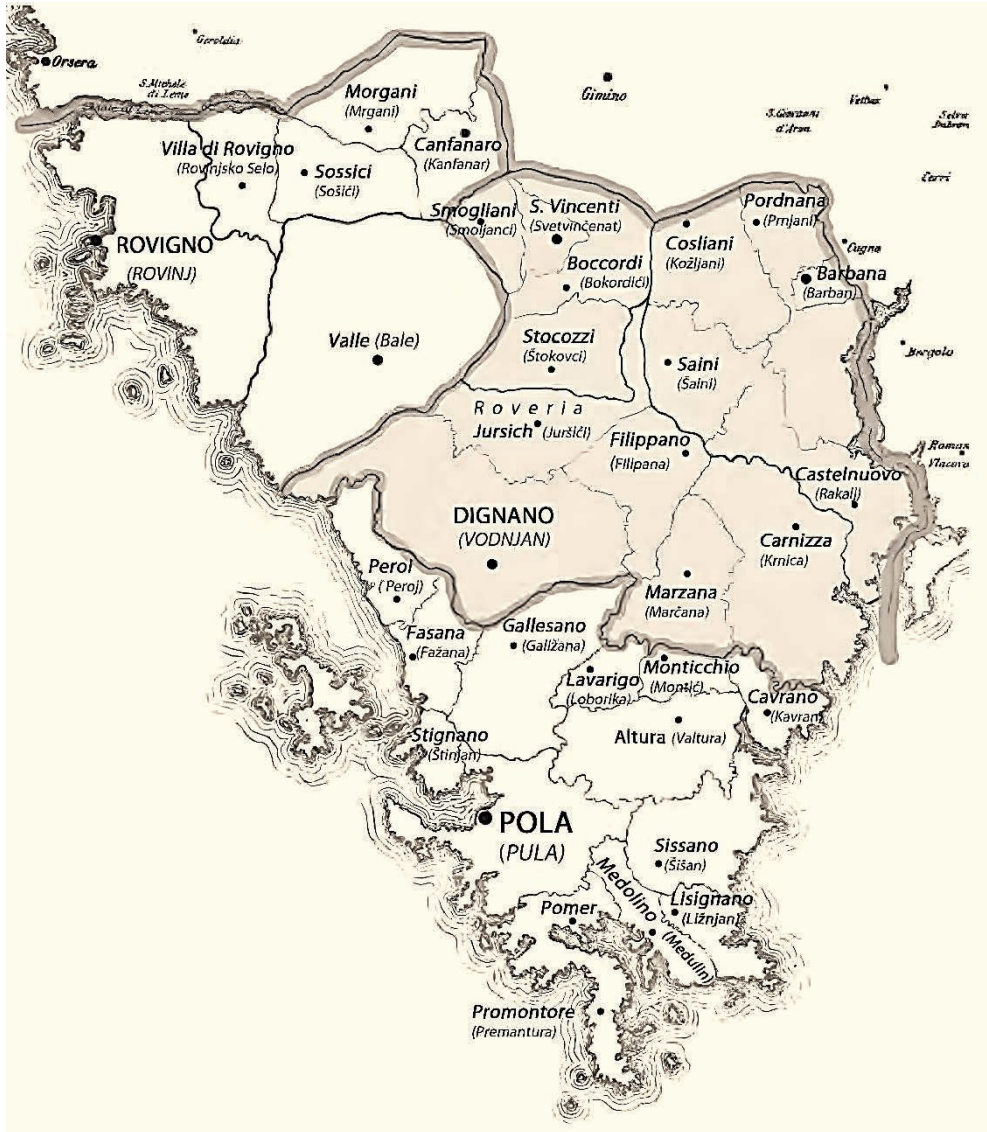 Geroldia
Orsera
S. Michele
di Leme
Morgani
(Mrgani)
Gimino
S. Giovanni
d'Arsa
Canfanaro
(Kanfanar)
Villa di Rovigno
(Rovinjsko Selo)
Sossici
(Sošići)
Smogliani
(Smoljanci)
S. Vincenti
(Svetvinčenat)
Pordnana
(Prnjani)
Cosliani
(Kožljani)
ROVIGNO
(ROVINJ)
Boccordi
(Bokordići)
Barbana
(Barban)
Valle (Bale)
Stocozzi
(Štokovci)
Saini
(Šaini)
Bergolo
Roveria
Jursich (Juršići)
Filippano
(Filipana)
Castelnuovo
(Rakalj)
DIGNANO
(VODNJAN)
Carnizza
(Krnica)
Perol
(Peroj)
Marzana
(Marčana)
Fasana
(Fažana)
Gallesano
(Galižana)
Lavarigo
(Loborika)
Monticchio
(Montić)
Cavrano
(Kavran)
Stignano
(Štinjan)
Altura (Valtura)
POLA
(PULA)
Sissano
(Šišan)
Medolino
(Medulin)
Lisignano
(Ližnjan)
Pomer
Promontore
(Premantura)